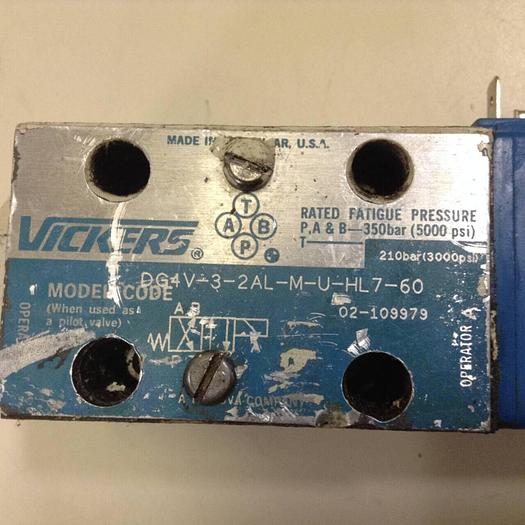 MADE IN AR, U.S.A.
T
A B
P
VICKERS®
RATED FATIGUE PRESSURE
P, A & B—350bar (5000 psi)
T—
210bar (3000psi)
DG4V-3-2AL-M-U-HL7-60
MODEL CODE
(When used as
a pilot valve)
02-109979
A B
P
OPERATOR A